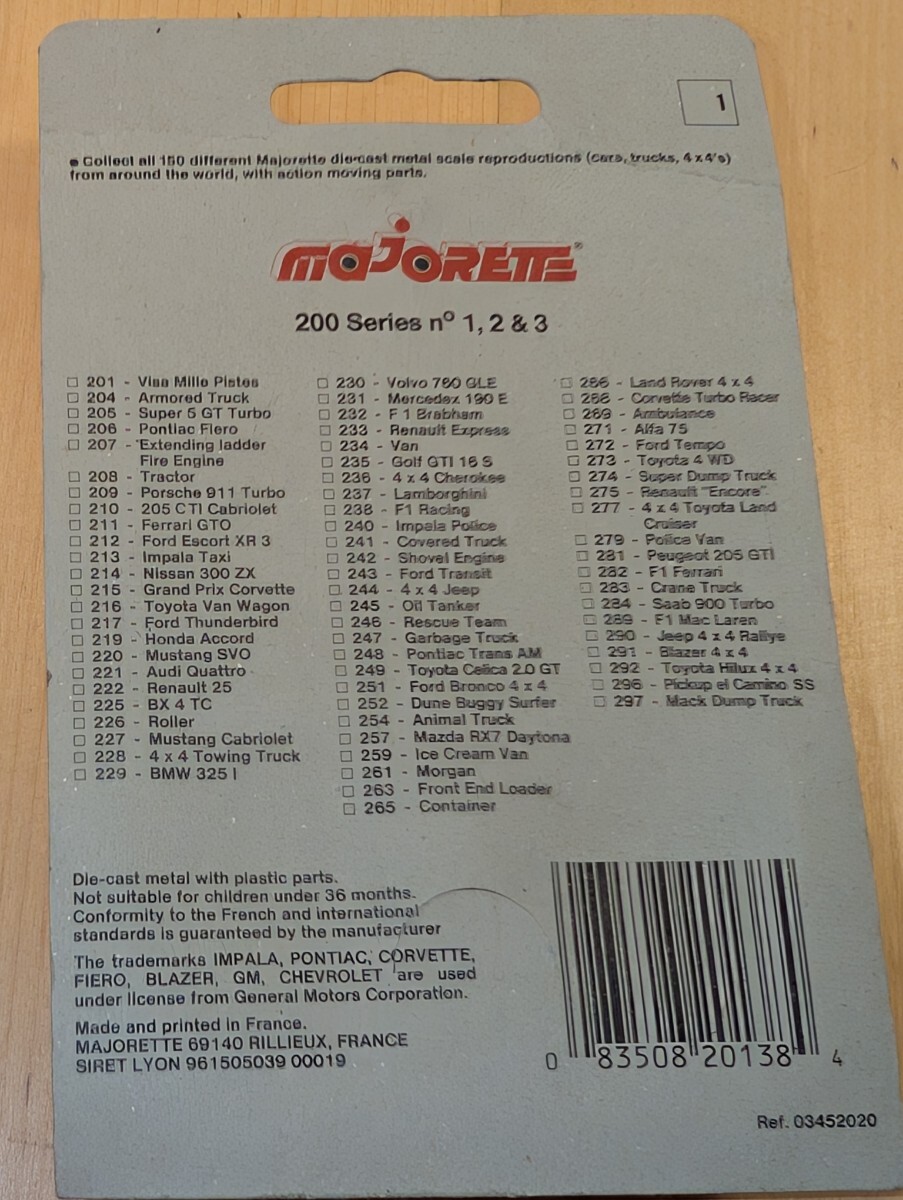 1
• Collect all 150 different Majorette die-cast metal scale reproductions (cars, trucks, 4x4's)
from around the world, with action moving parts.
MAJORETTE®
200 Series nº 1, 2 & 3
201 - Visa Mille Pistes
204 - Armored Truck
205 - Super 5 GT Turbo
206 - Pontiac Fiero
207 - Extending ladder
Fire Engine
208 - Tractor
209 - Porsche 911 Turbo
210 - 205 CTI Cabriolet
211 - Ferrari GTO
212 - Ford Escort XR 3
213 - Impala Taxi
214 - Nissan 300 ZX
215 - Grand Prix Corvette
216 - Toyota Van Wagon
217 - Ford Thunderbird
219 - Honda Accord
220 - Mustang SVO
221 - Audi Quattro
222 - Renault 25
225 - BX 4 TC
226 - Roller
227 - Mustang Cabriolet
228 - 4 x 4 Towing Truck
229 - BMW 325 I
230 - Volvo 760 GLE
231 - Mercedex 190 E
232 - F 1 Brabham
233 - Renault Express
234 - Van
235 - Golf GTI 16 S
236 - 4 x 4 Cherokee
237 - Lamborghini
238 - F1 Racing
240 - Impala Police
241 - Covered Truck
242 - Shovel Engine
243 - Ford Transit
244 - 4 x 4 Jeep
245 - Oil Tanker
246 - Rescue Team
247 - Garbage Truck
248 - Pontiac Trans AM
249 - Toyota Celica 2.0 GT
251 - Ford Bronco 4 x 4
252 - Dune Buggy Surfer
254 - Animal Truck
257 - Mazda RX7 Daytona
259 - Ice Cream Van
261 - Morgan
263 - Front End Loader
265 - Container
266 - Land Rover 4 x 4
268 - Corvette Turbo Racer
269 - Ambulance
271 - Alfa 75
272 - Ford Tempo
273 - Toyota 4 WD
274 - Super Dump Truck
275 - Renault "Encore"
277 - 4 x 4 Toyota Land
Cruiser
279 - Police Van
281 - Peugeot 205 GTI
282 - F1 Ferrari
283 - Crane Truck
284 - Saab 900 Turbo
289 - F1 Mac Laren
290 - Jeep 4 x 4 Rallye
291 - Blazer 4 x 4
292 - Toyota Hilux 4 x 4
296 - Pickup el Camino SS
297 - Mack Dump Truck
Die-cast metal with plastic parts.
Not suitable for children under 36 months.
Conformity to the French and international
standards is guaranteed by the manufacturer
The trademarks IMPALA, PONTIAC, CORVETTE,
FIERO, BLAZER, GM, CHEVROLET are used
under license from General Motors Corporation.
Made and printed in France.
MAJORETTE 69140 RILLIEUX, FRANCE
SIRET LYON 961505039 00019
0 83508 20138 4
Ref. 03452020